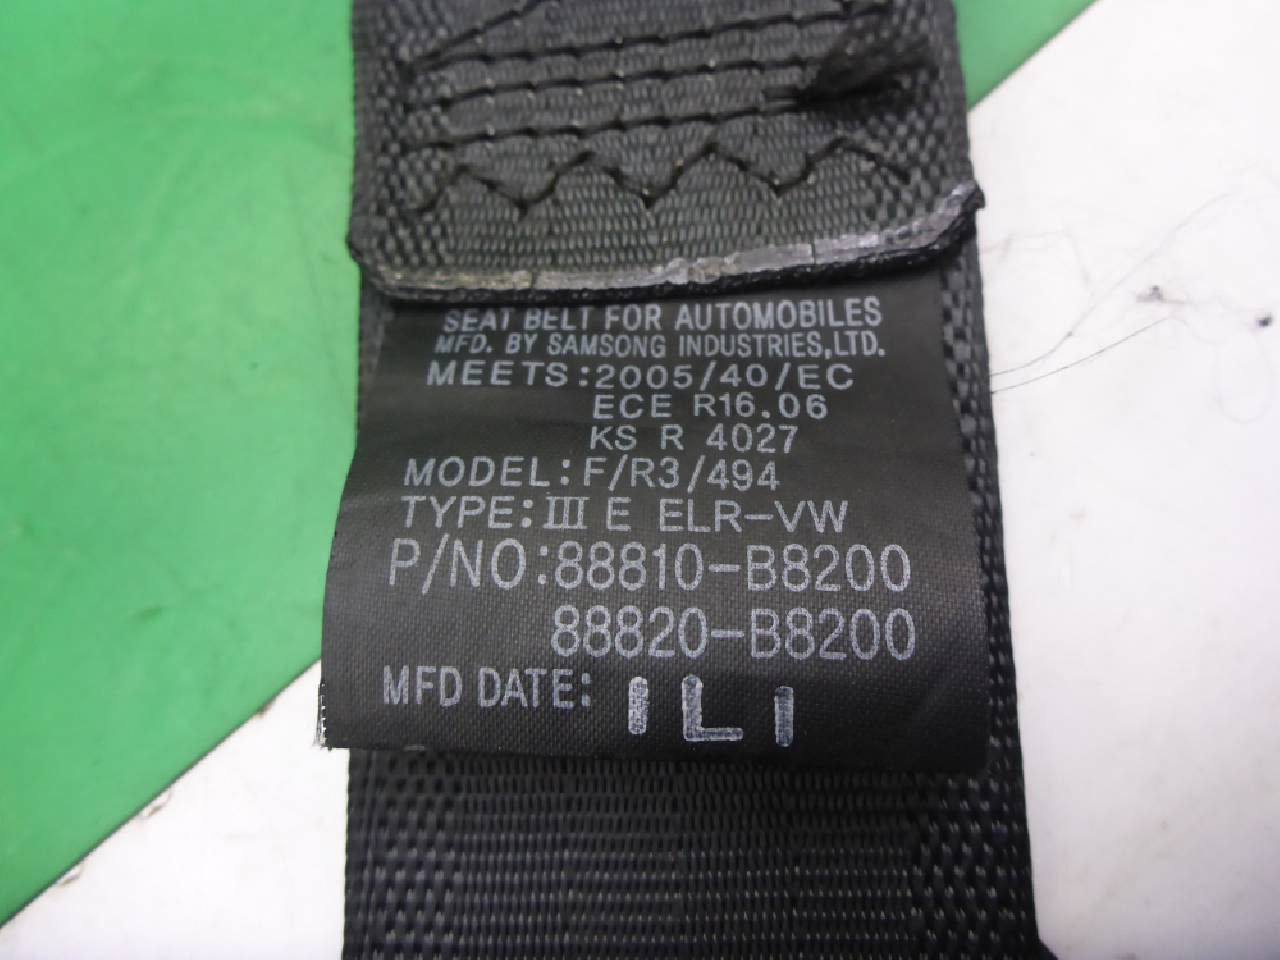 SEAT BELT FOR AUTOMOBILES
MFD. BY SAMSONG INDUSTRIES,LTD.
MEETS:2005/40/EC
ECE R16.06
KS R 4027
MODEL:F/R3/494
TYPE:III E ELR-VW
P/NO:88810-B8200
88820-B8200
MFD DATE: I L I